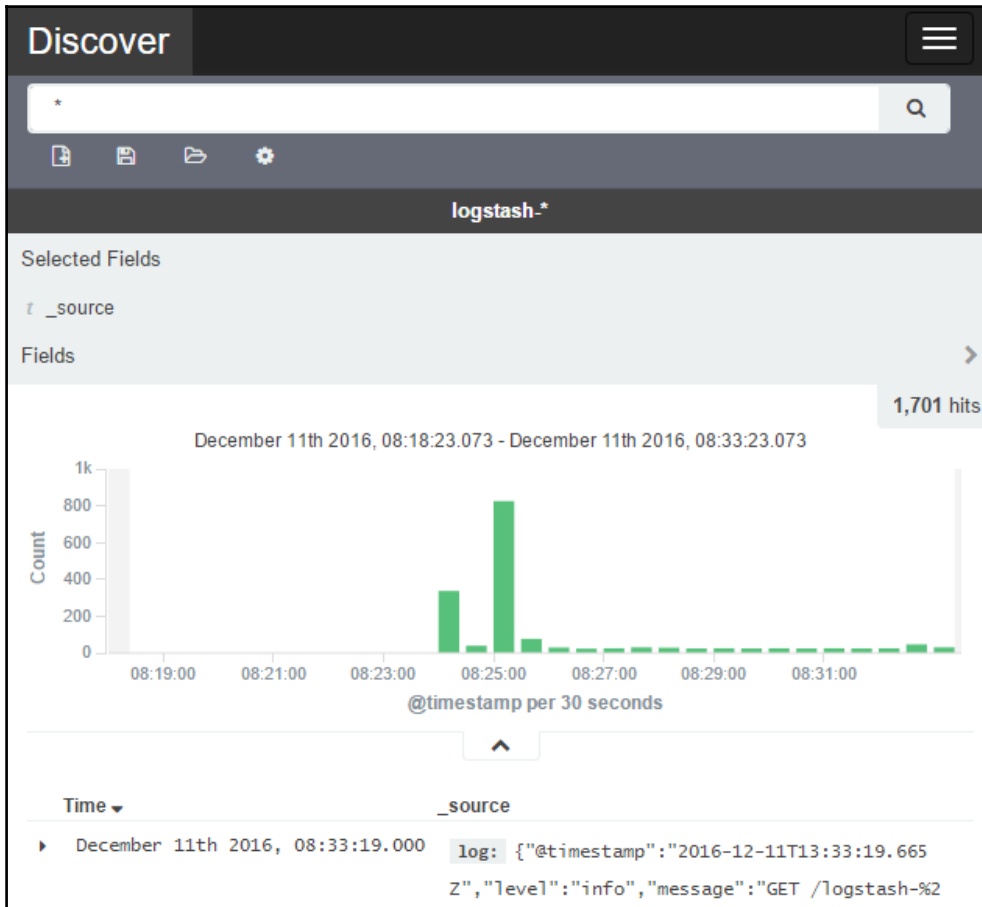 Discover
*
logstash-*
Selected Fields
t _source
Fields
1,701 hits
December 11th 2016, 08:18:23.073 - December 11th 2016, 08:33:23.073
1k
800
600
400
200
0
Count
08:19:00 08:21:00 08:23:00 08:25:00 08:27:00 08:29:00 08:31:00
@timestamp per 30 seconds
Time _source
December 11th 2016, 08:33:19.000 log: {"@timestamp":"2016-12-11T13:33:19.665
Z","level":"info","message":"GET /logstash-%2